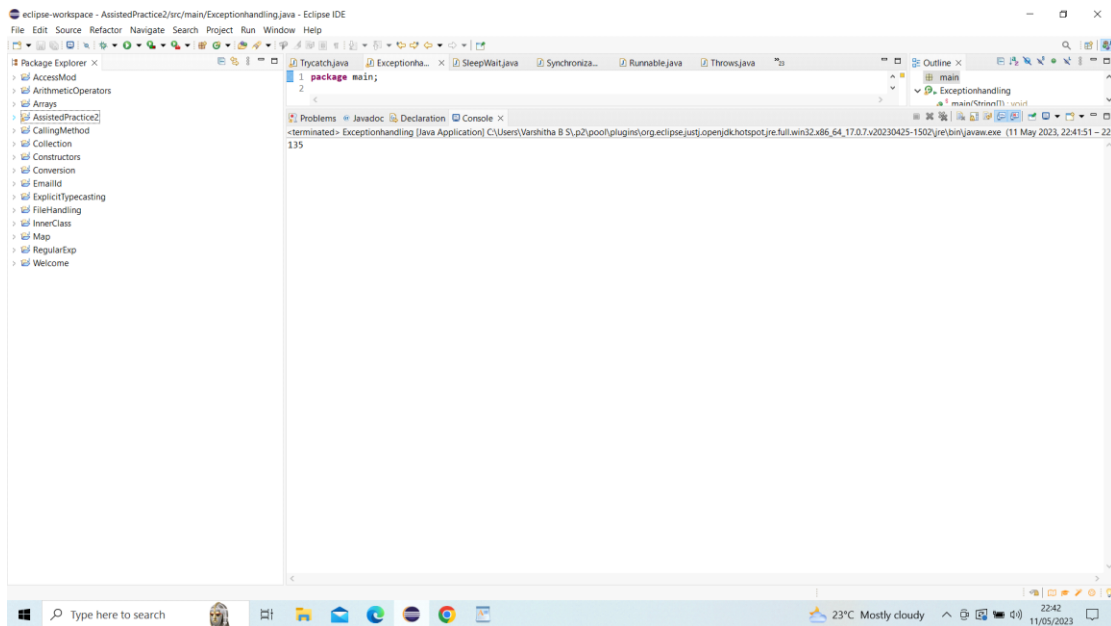 eclipse-workspace - AssistedPractice2/src/main/Exceptionhandling.java - Eclipse IDE
File Edit Source Refactor Navigate Search Project Run Window Help
Package Explorer
AccessMod
ArithmeticOperators
Arrays
AssistedPractice2
CallingMethod
Collection
Constructors
Conversion
EmailId
ExplicitTypecasting
FileHandling
InnerClass
Map
RegularExp
Welcome
Trycatch.java Exceptionha... SleepWait.java Synchroniza... Runnable.java Throws.java »23
1 package main;
2
Problems Javadoc Declaration Console
<terminated> Exceptionhandling [Java Application] C:\Users\Varshitha B S\.p2\pool\plugins\org.eclipse.justj.openjdk.hotspot.jre.full.win32.x86_64_17.0.7.v20230425-1502\jre\bin\javaw.exe (11 May 2023, 22:41:51 – 22
135
Outline
main
Exceptionhandling
main(String[]) : void
Type here to search
23°C Mostly cloudy
22:42
11/05/2023